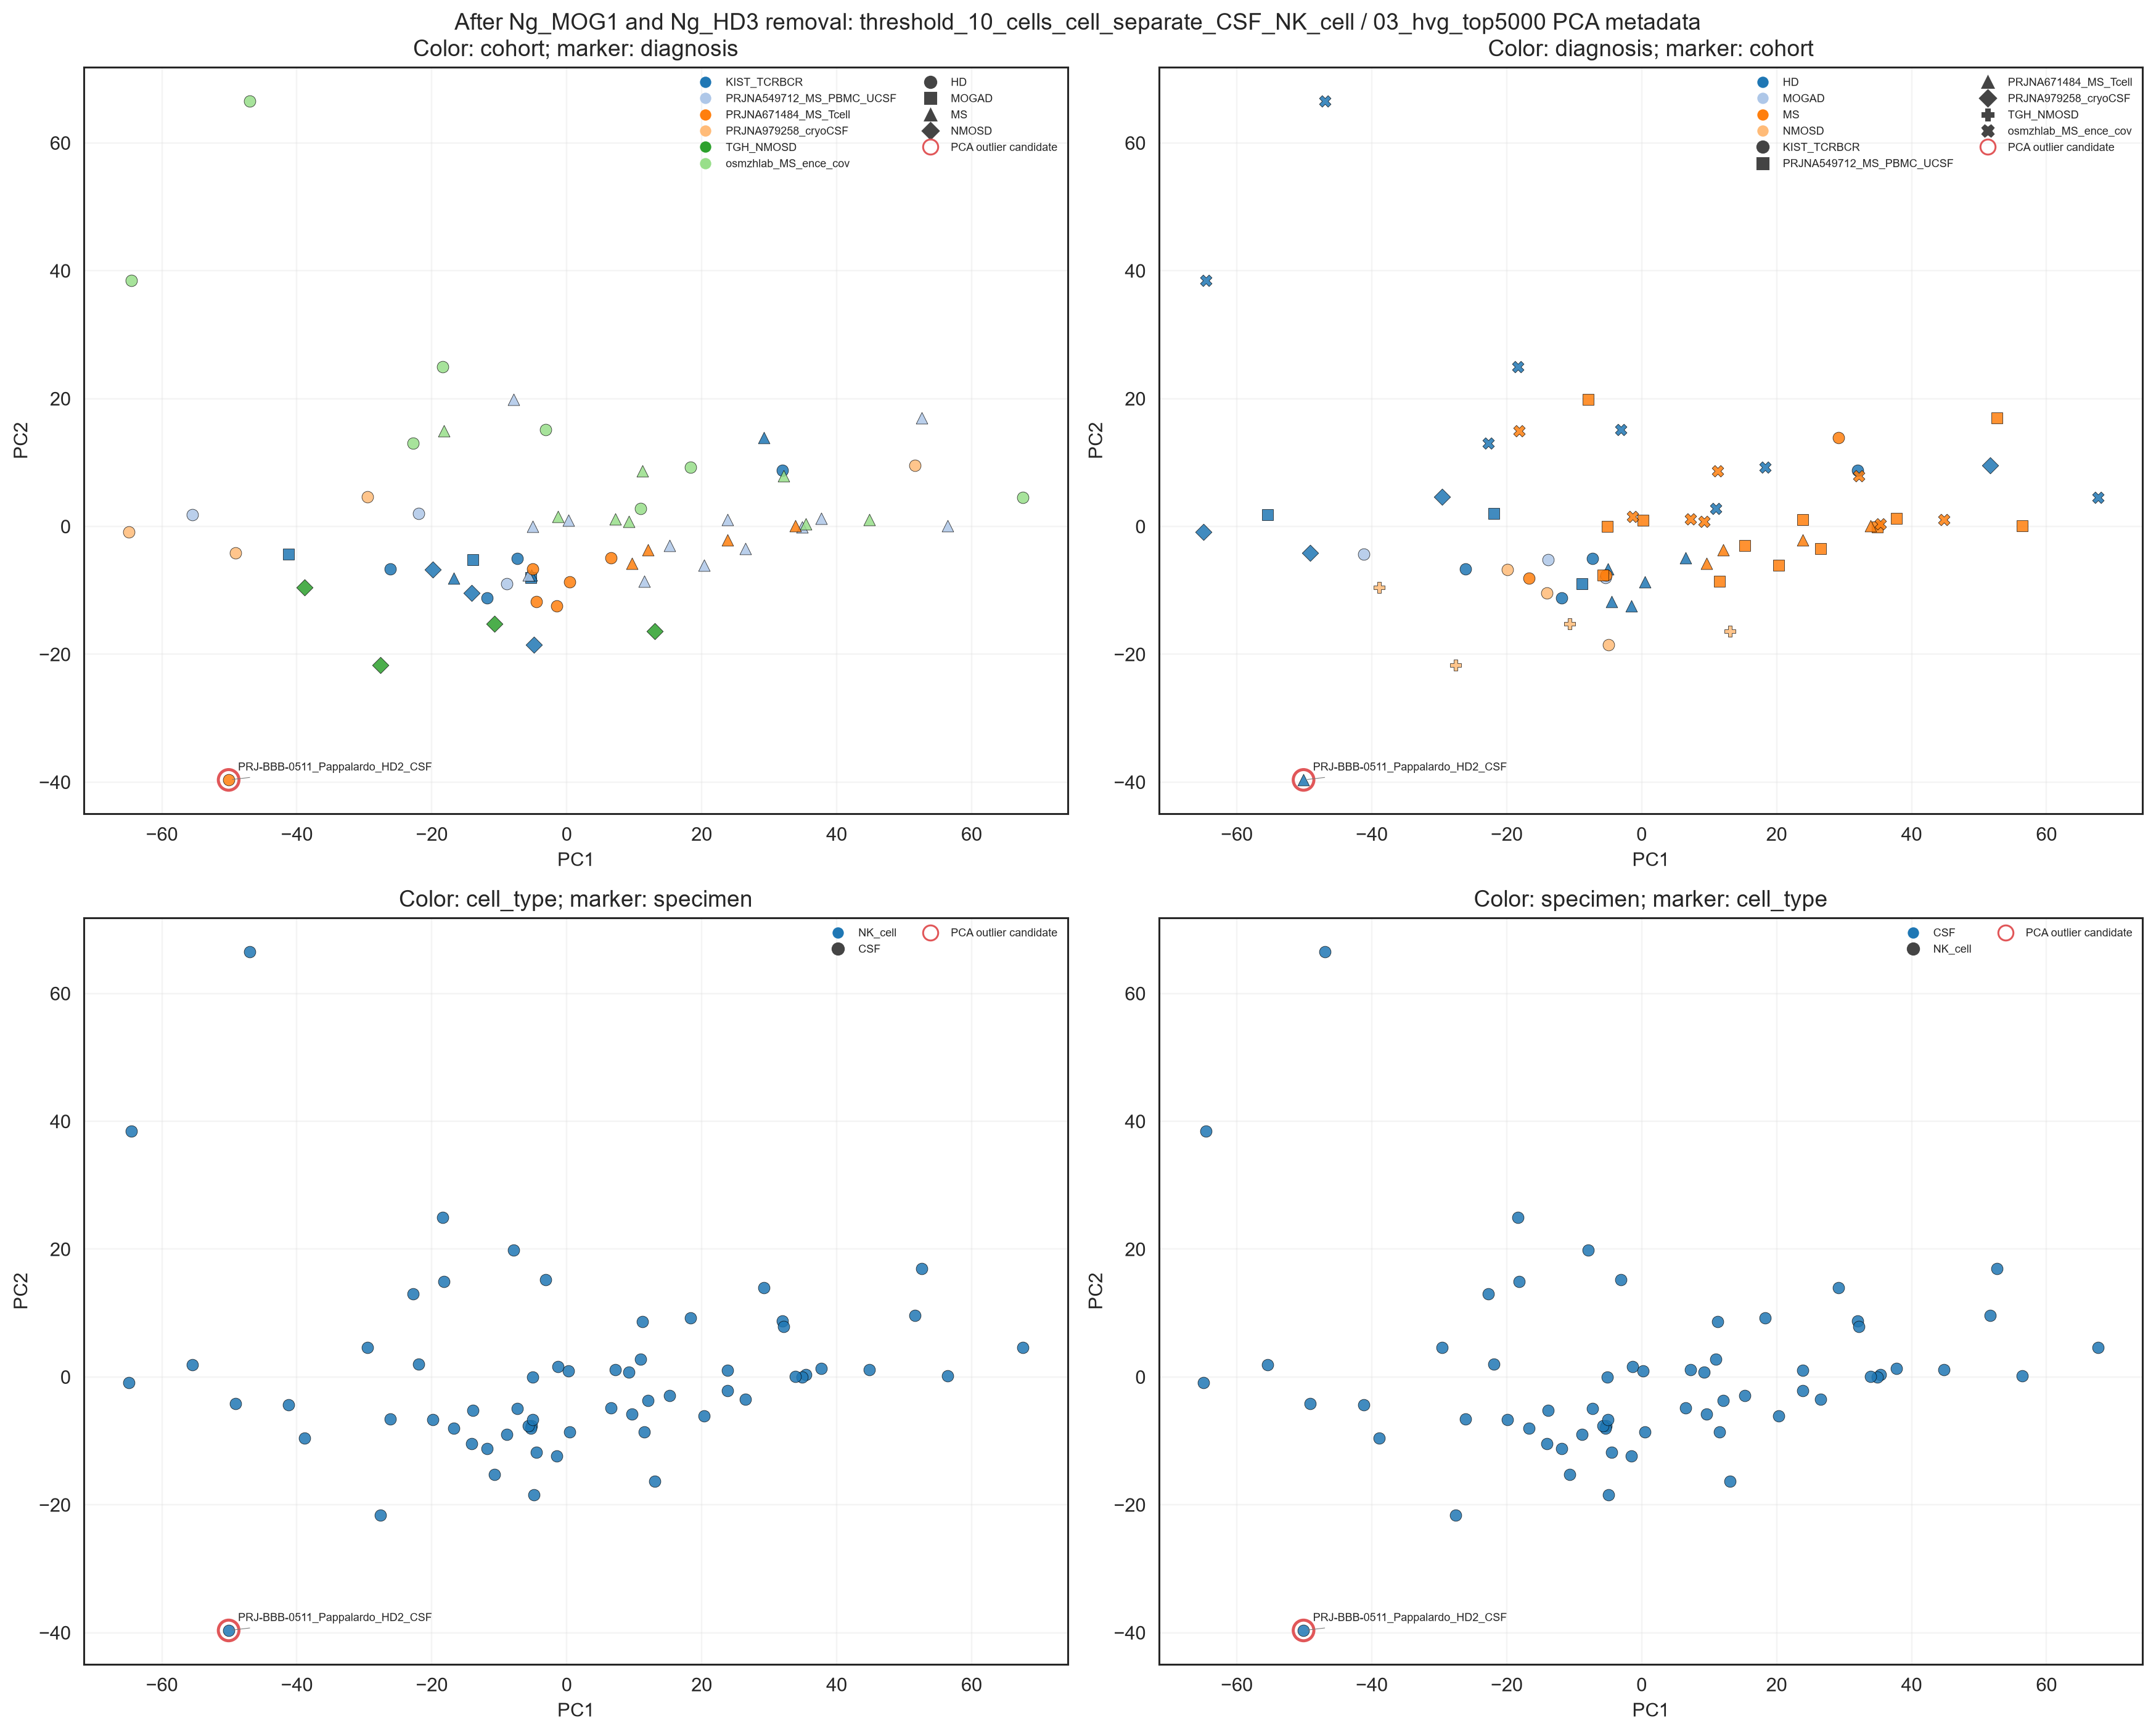 After Ng_MOG1 and Ng_HD3 removal: threshold_10_cells_cell_separate_CSF_NK_cell / 03_hvg_top5000 PCA metadata
Color: cohort; marker: diagnosis
KIST_TCRBCR
PRJNA549712_MS_PBMC_UCSF
PRJNA671484_MS_Tcell
PRJNA979258_cryoCSF
TGH_NMOSD
osmzhlab_MS_ence_cov
HD
MOGAD
MS
NMOSD
PCA outlier candidate
PC2
60
40
20
0
−20
−40
PRJ-BBB-0511_Pappalardo_HD2_CSF
−60 −40 −20 0 20 40 60
PC1
Color: diagnosis; marker: cohort
HD
MOGAD
MS
NMOSD
KIST_TCRBCR
PRJNA549712_MS_PBMC_UCSF
PRJNA671484_MS_Tcell
PRJNA979258_cryoCSF
TGH_NMOSD
osmzhlab_MS_ence_cov
PCA outlier candidate
PC2
60
40
20
0
−20
−40
PRJ-BBB-0511_Pappalardo_HD2_CSF
−60 −40 −20 0 20 40 60
PC1
Color: cell_type; marker: specimen
NK_cell
CSF
PCA outlier candidate
PC2
60
40
20
0
−20
−40
PRJ-BBB-0511_Pappalardo_HD2_CSF
−60 −40 −20 0 20 40 60
PC1
Color: specimen; marker: cell_type
CSF
NK_cell
PCA outlier candidate
PC2
60
40
20
0
−20
−40
PRJ-BBB-0511_Pappalardo_HD2_CSF
−60 −40 −20 0 20 40 60
PC1